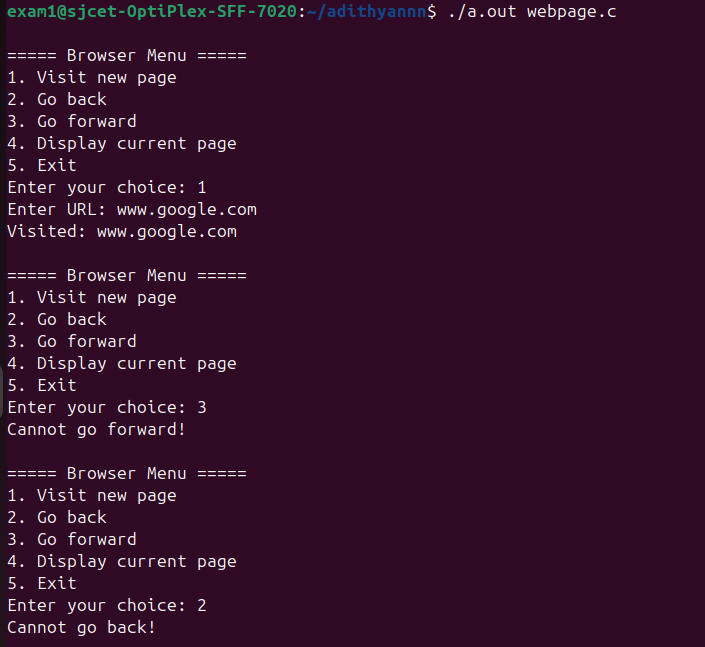 exam1@sjcet-OptiPlex-SFF-7020:~/adithyannn$ ./a.out webpage.c
===== Browser Menu =====
1. Visit new page
2. Go back
3. Go forward
4. Display current page
5. Exit
Enter your choice: 1
Enter URL: www.google.com
Visited: www.google.com
===== Browser Menu =====
1. Visit new page
2. Go back
3. Go forward
4. Display current page
5. Exit
Enter your choice: 3
Cannot go forward!
===== Browser Menu =====
1. Visit new page
2. Go back
3. Go forward
4. Display current page
5. Exit
Enter your choice: 2
Cannot go back!